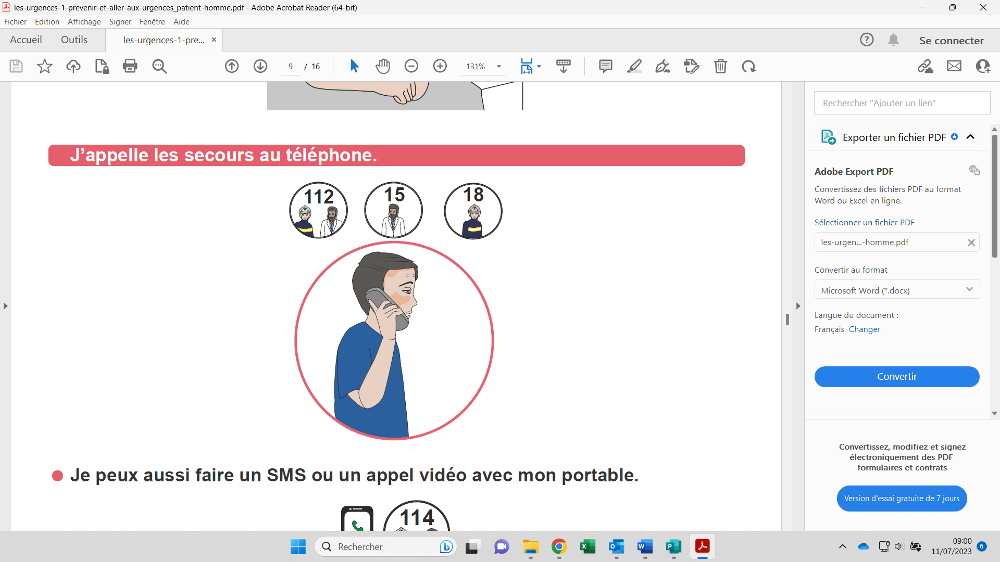 les-urgences-1-prevenir-et-aller-aux-urgences_patient-homme.pdf - Adobe Acrobat Reader (64-bit)
Fichier Edition Affichage Signer Fenêtre Aide
Accueil Outils les-urgences-1-pre... × Se connecter
9 / 16 131%
Rechercher "Ajouter un lien"
Exporter un fichier PDF
J’appelle les secours au téléphone.
112 15 18
Adobe Export PDF
Convertissez des fichiers PDF au format
Word ou Excel en ligne.
Sélectionner un fichier PDF
les-urgen...-homme.pdf
Convertir au format
Microsoft Word (*.docx)
Langue du document :
Français Changer
Convertir
Je peux aussi faire un SMS ou un appel vidéo avec mon portable.
114
Convertissez, modifiez et signez
électroniquement des PDF
formulaires et contrats
Version d'essai gratuite de 7 jours
Rechercher
09:00
11/07/2023
6